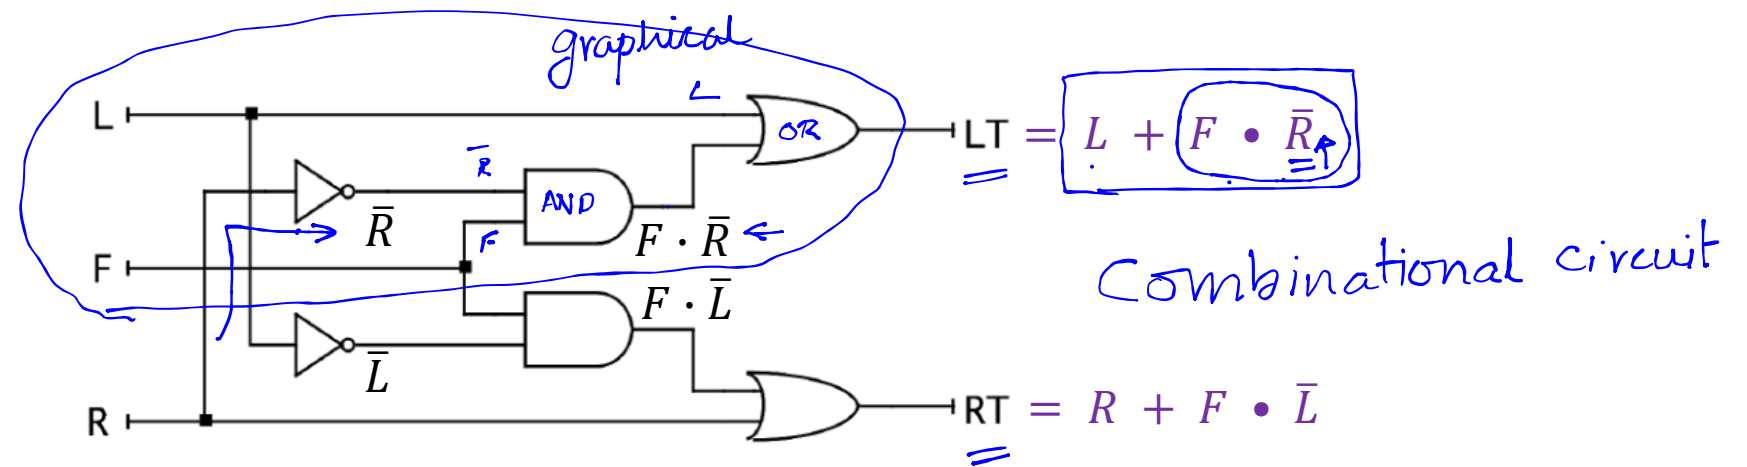 graphical
L
L
OR
LT = L + F • R̅
R̅
AND
R̅
F · R̅
F
F
F · L̅
Combinational circuit
L̅
R
RT = R + F • L̅